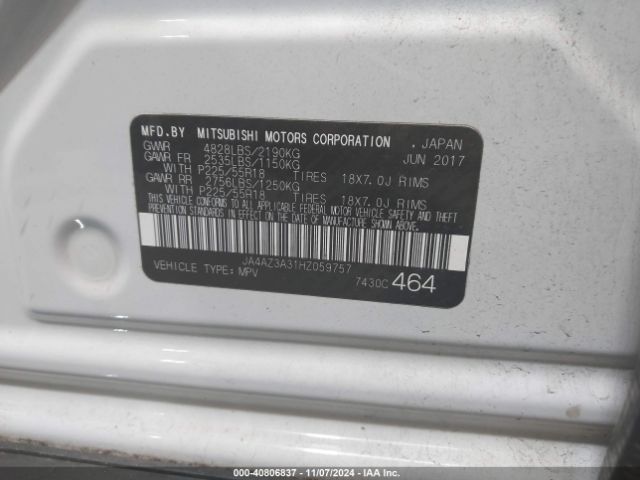 MFD.BY MITSUBISHI MOTORS CORPORATION . JAPAN
GVWR 4828LBS/2190KG JUN 2017
GAWR FR 2535LBS/1150KG
WITH P225/55R18 TIRES 18X7.0J RIMS
GAWR RR 2756LBS/1250KG
WITH P225/55R18 TIRES 18X7.0J RIMS
THIS VEHICLE CONFORMS TO ALL APPLICABLE FEDERAL MOTOR VEHICLE SAFETY AND THEFT
PREVENTION STANDARDS IN EFFECT ON THE DATE OF MANUFACTURE SHOWN ABOVE.
JA4AZ3A31HZ059757
VEHICLE TYPE: MPV 7430C 464
000-40806837 - 11/07/2024 - IAA Inc.